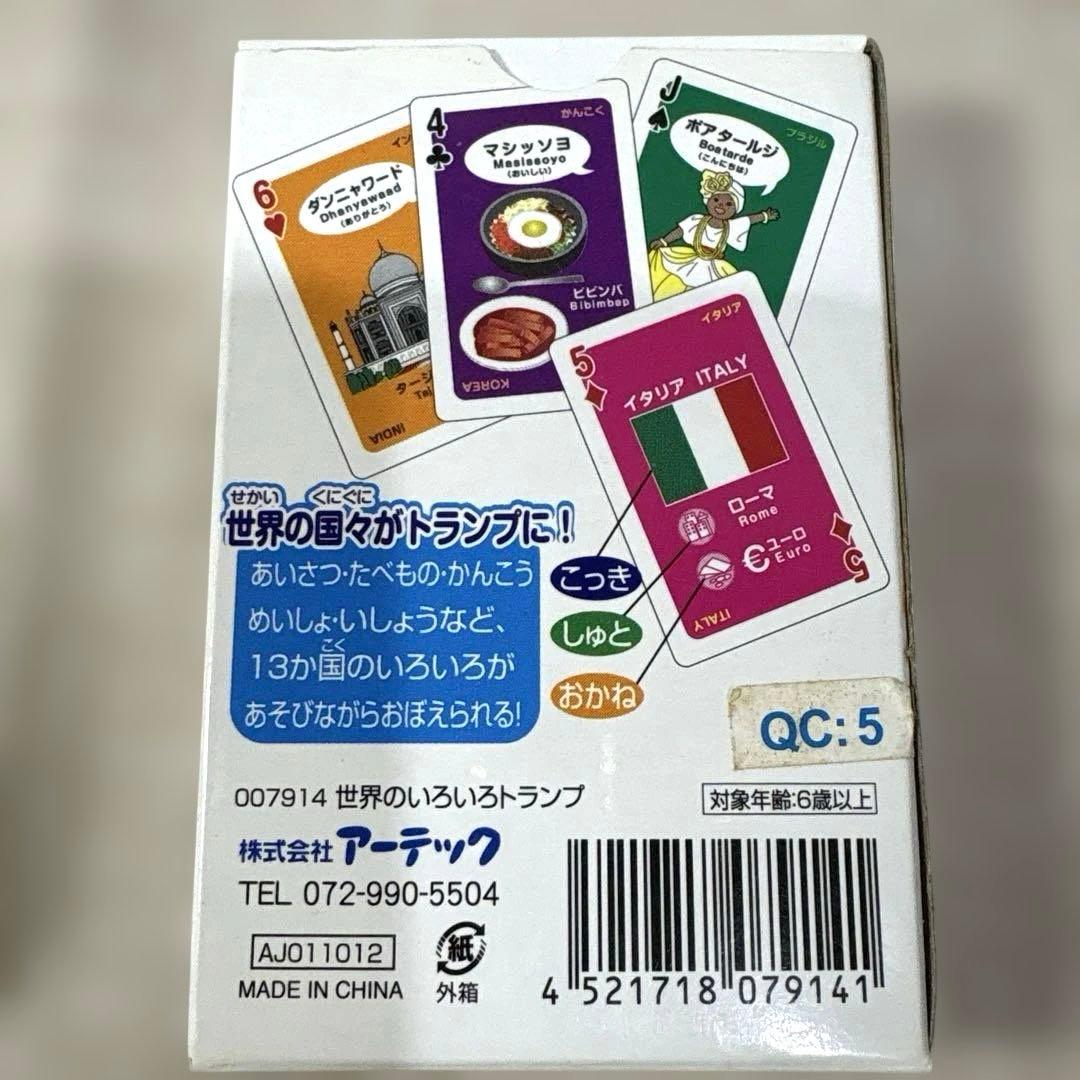 6
ダンニャワード
Dhanyawaad
(ありがとう)
INDIA
4
かんこく
マシッソヨ
Masissoyo
(おいしい)
ビビンバ
Bibimbap
KOREA
J
ブラジル
ボア タールジ
Boatarde
(こんにちは)
5
イタリア
イタリア ITALY
ローマ
Rome
€ ユーロ
Euro
5
ITALY
せかい くにぐに
世界の国々がトランプに!
あいさつ・たべもの・かんこう
めいしょ・いしょうなど、
こく
13か国のいろいろが
あそびながらおぼえられる!
こっき
しゅと
おかね
QC: 5
007914 世界のいろいろトランプ
対象年齢:6歳以上
株式会社 アーテック
TEL 072-990-5504
AJ011012
MADE IN CHINA
紙
外箱
4 521718 079141